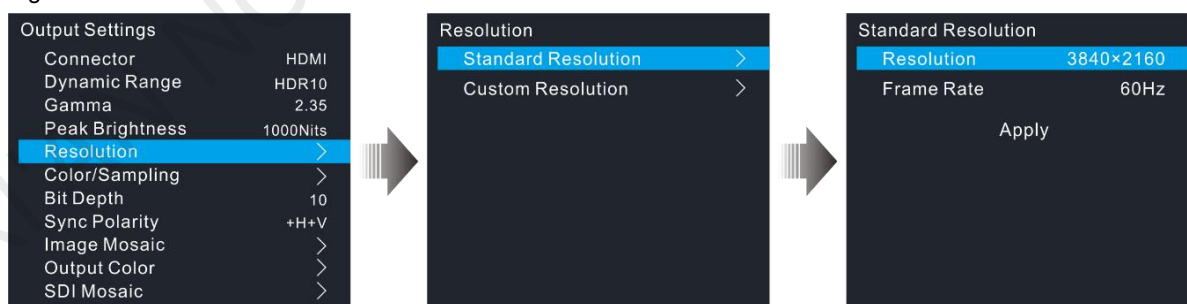 Output Settings
Connector HDMI
Dynamic Range HDR10
Gamma 2.35
Peak Brightness 1000Nits
Resolution >
Color/Sampling >
Bit Depth 10
Sync Polarity +H+V
Image Mosaic >
Output Color >
SDI Mosaic >
Resolution
Standard Resolution >
Custom Resolution >
Standard Resolution
Resolution 3840×2160
Frame Rate 60Hz
Apply